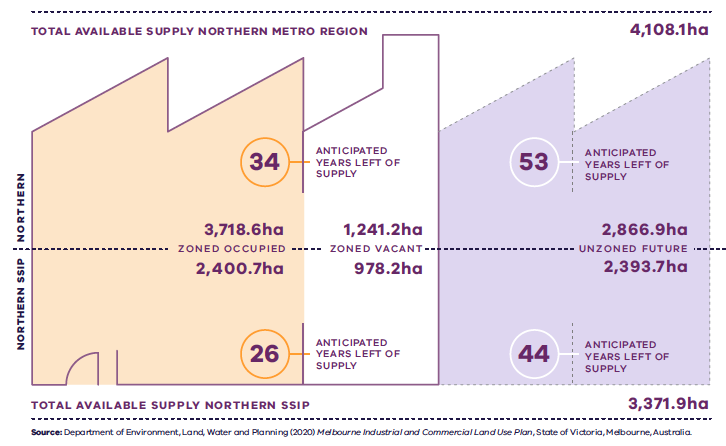 TOTAL AVAILABLE SUPPLY NORTHERN METRO REGION
4,108.1ha
34
ANTICIPATED
YEARS LEFT OF
SUPPLY
53
ANTICIPATED
YEARS LEFT OF
SUPPLY
NORTHERN
3,718.6ha
1,241.2ha
2,866.9ha
ZONED OCCUPIED
ZONED VACANT
UNZONED FUTURE
2,400.7ha
978.2ha
2,393.7ha
NORTHERN SSIP
26
ANTICIPATED
YEARS LEFT OF
SUPPLY
44
ANTICIPATED
YEARS LEFT OF
SUPPLY
TOTAL AVAILABLE SUPPLY NORTHERN SSIP
3,371.9ha
Source: Department of Environment, Land, Water and Planning (2020) Melbourne Industrial and Commercial Land Use Plan, State of Victoria, Melbourne, Australia.